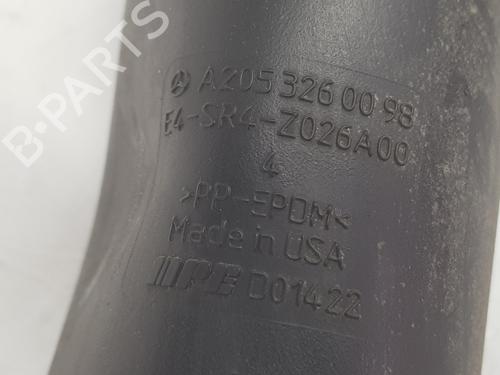 A205 326 00 98
E4-SR4-Z026A00
4
>PP-EPDM<
Made in USA
D01422
B-PARTS